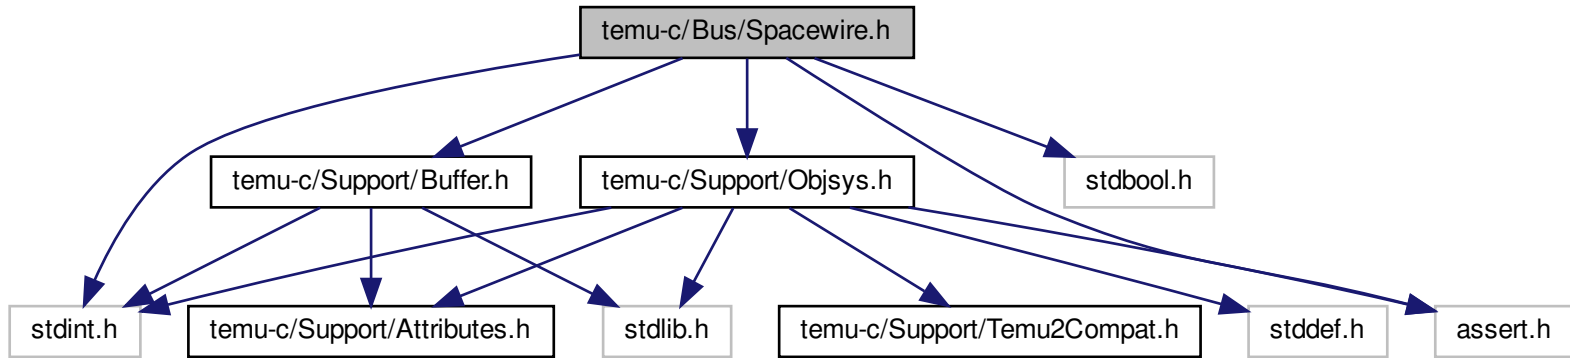 temu-c/Bus/Spacewire.h
temu-c/Support/Buffer.h
temu-c/Support/Objsys.h
stdbool.h
stdint.h
temu-c/Support/Attributes.h
stdlib.h
temu-c/Support/Temu2Compat.h
stddef.h
assert.h